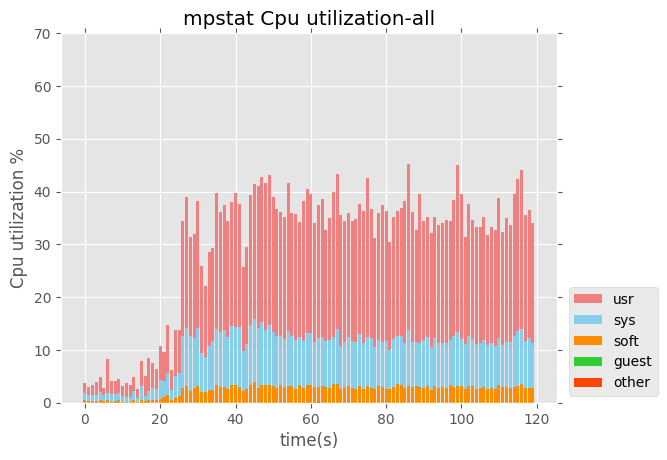 mpstat Cpu utilization-all
70
60
50
40
30
20
10
0
Cpu utilization %
0 20 40 60 80 100 120
time(s)
usr
sys
soft
guest
other